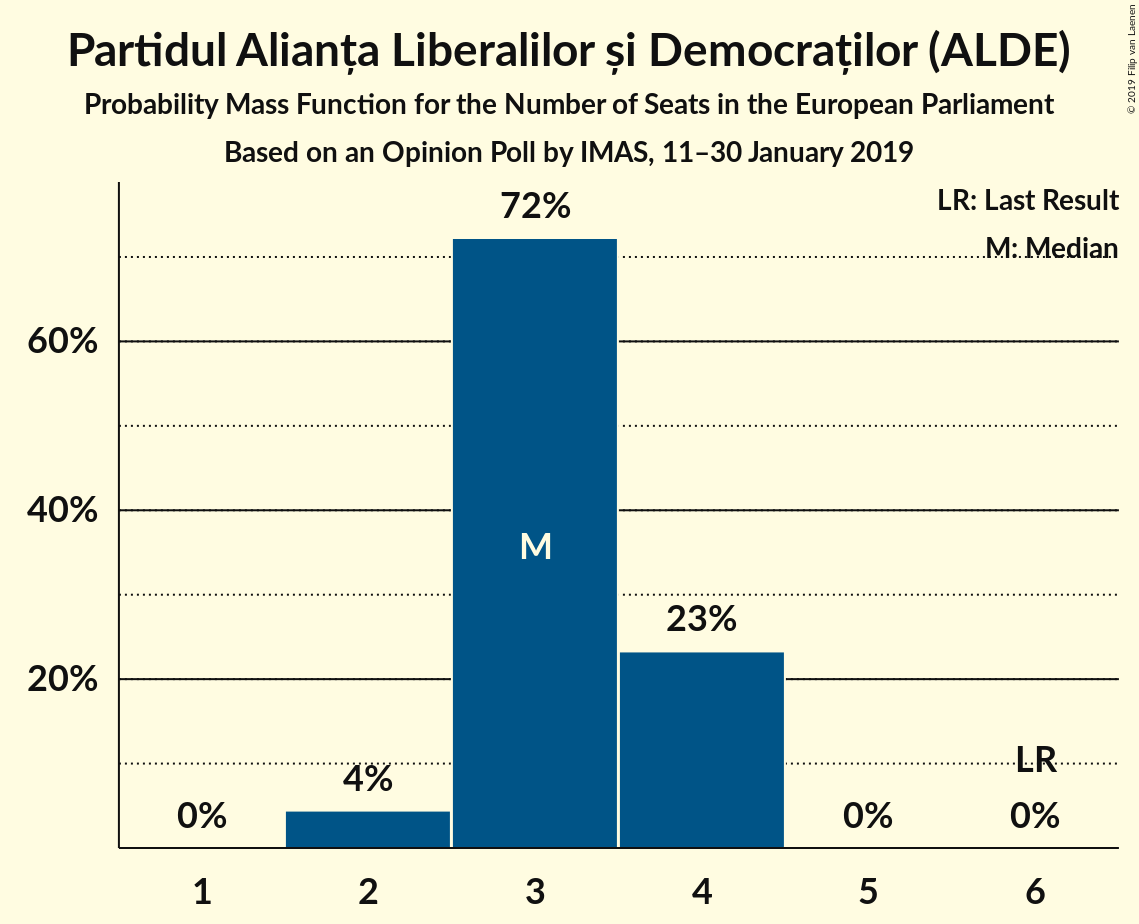 Partidul Alianța Liberalilor și Democraților (ALDE)
Probability Mass Function for the Number of Seats in the European Parliament
Based on an Opinion Poll by IMAS, 11–30 January 2019
© 2019 Filip van Laenen
LR: Last Result
M: Median
72%
60%
40%
M
23%
20%
LR
4%
0%
0%
0%
1
2
3
4
5
6